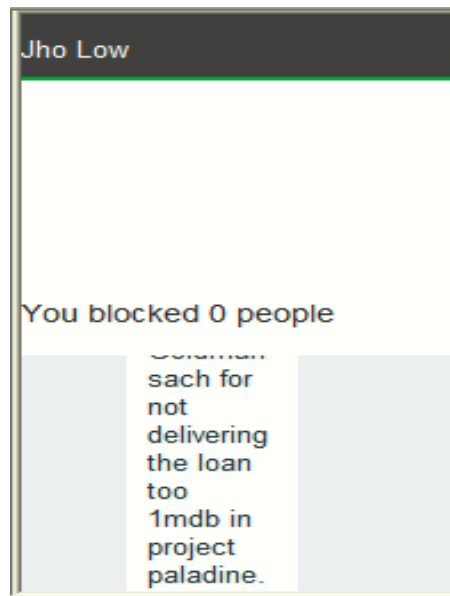 Jho Low
You blocked 0 people
sach for
not
delivering
the loan
too
1mdb in
project
paladine.